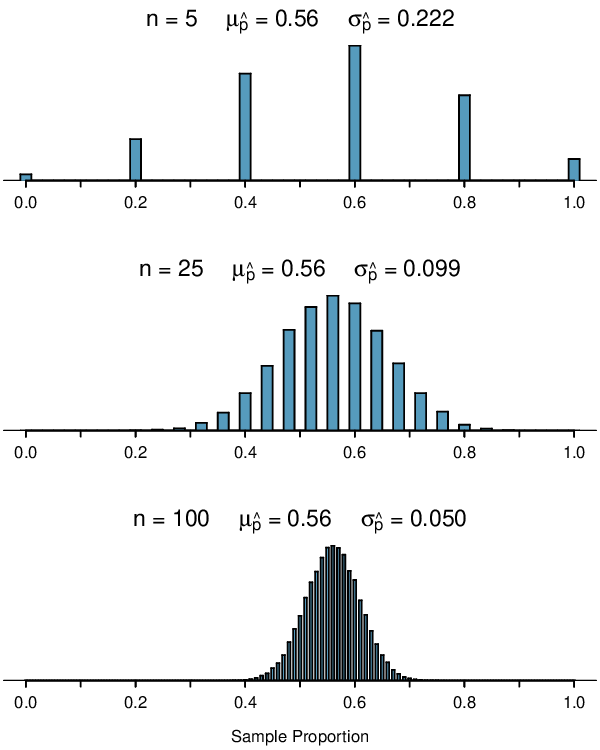 n = 5 μp̂ = 0.56 σp̂ = 0.222
0.0 0.2 0.4 0.6 0.8 1.0
n = 25 μp̂ = 0.56 σp̂ = 0.099
0.0 0.2 0.4 0.6 0.8 1.0
n = 100 μp̂ = 0.56 σp̂ = 0.050
0.0 0.2 0.4 0.6 0.8 1.0
Sample Proportion